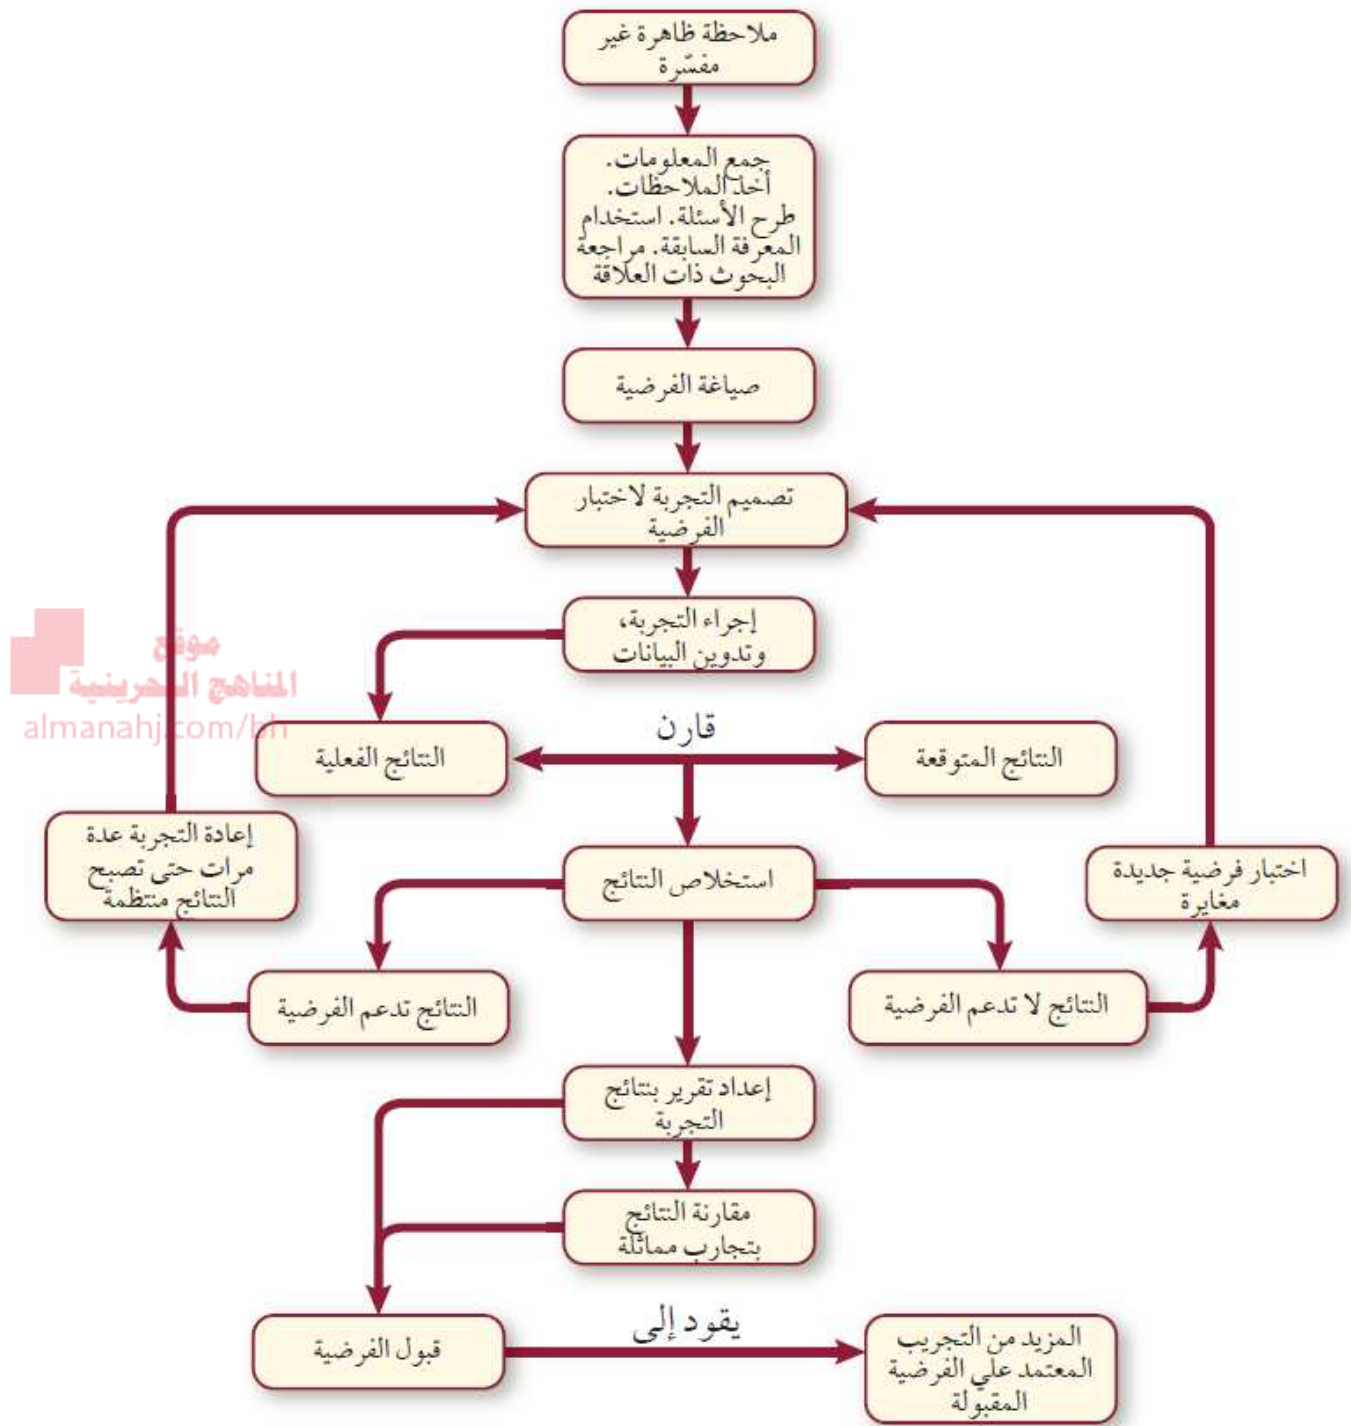 ملاحظة ظاهرة غير
مفسّرة
جمع المعلومات.
أخذ الملاحظات.
طرح الأسئلة. استخدام
المعرفة السابقة. مراجعة
البحوث ذات العلاقة
صياغة الفرضية
تصميم التجربة لاختبار
الفرضية
إجراء التجربة،
وتدوين البيانات
موقع
المناهج البحرينية
almanahj.com/bh
قارن
النتائج المتوقعة
النتائج الفعلية
استخلاص النتائج
اختبار فرضية جديدة
مغايرة
إعادة التجربة عدة
مرات حتى تصبح
النتائج منتظمة
النتائج لا تدعم الفرضية
النتائج تدعم الفرضية
إعداد تقرير بنتائج
التجربة
مقارنة النتائج
بتجارب مماثلة
قبول الفرضية
يقود إلى
المزيد من التجريب
المعتمد علي الفرضية
المقبولة